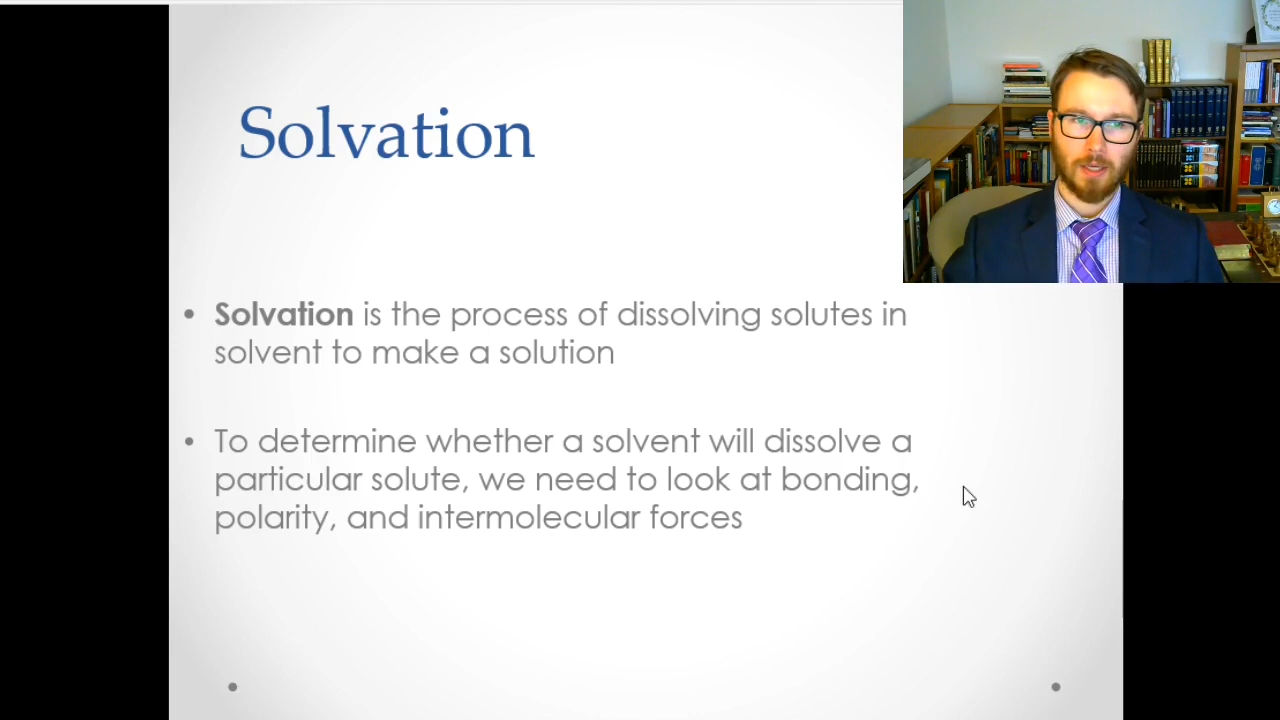 Solvation
• Solvation is the process of dissolving solutes in
solvent to make a solution
• To determine whether a solvent will dissolve a
particular solute, we need to look at bonding,
polarity, and intermolecular forces